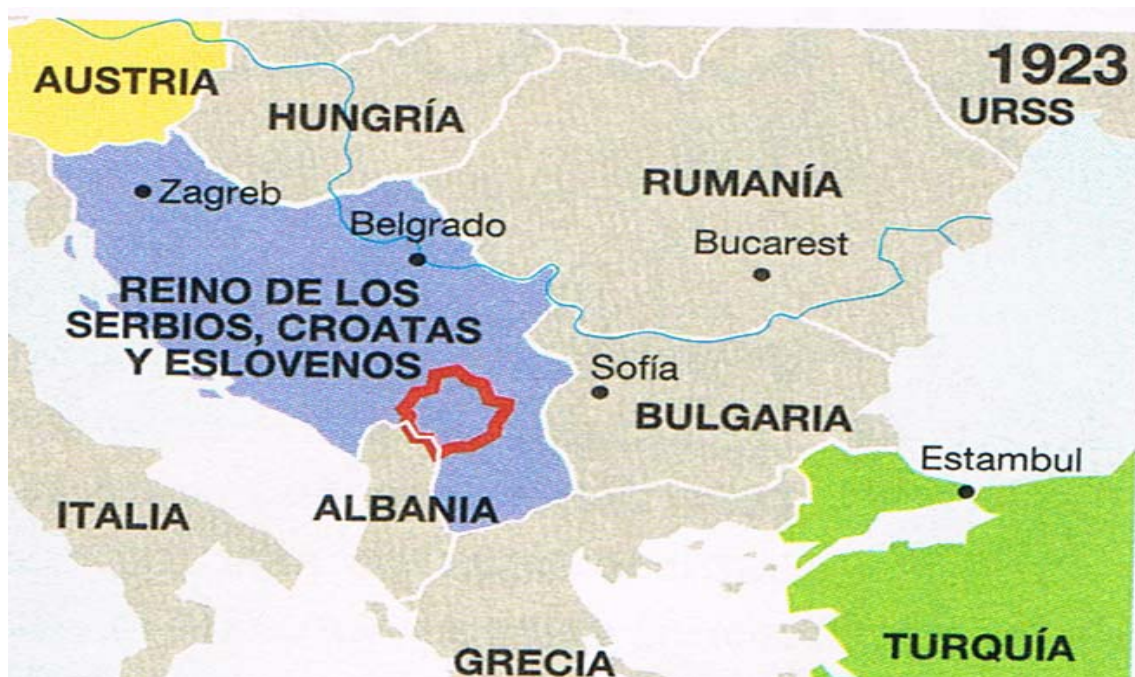 1923
AUSTRIA
HUNGRÍA
URSS
Zagreb
RUMANÍA
Belgrado
Bucarest
REINO DE LOS
SERBIOS, CROATAS
Y ESLOVENOS
Sofía
BULGARIA
Estambul
ITALIA
ALBANIA
GRECIA
TURQUÍA